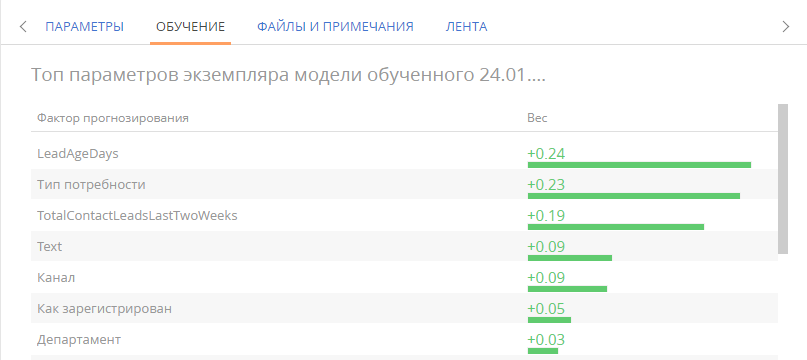 ПАРАМЕТРЫ ОБУЧЕНИЕ ФАЙЛЫ И ПРИМЕЧАНИЯ ЛЕНТА
Топ параметров экземпляра модели обученного 24.01....
Фактор прогнозирования Вес
LeadAgeDays +0.24
Тип потребности +0.23
TotalContactLeadsLastTwoWeeks +0.19
Text +0.09
Канал +0.09
Как зарегистрирован +0.05
Департамент +0.03